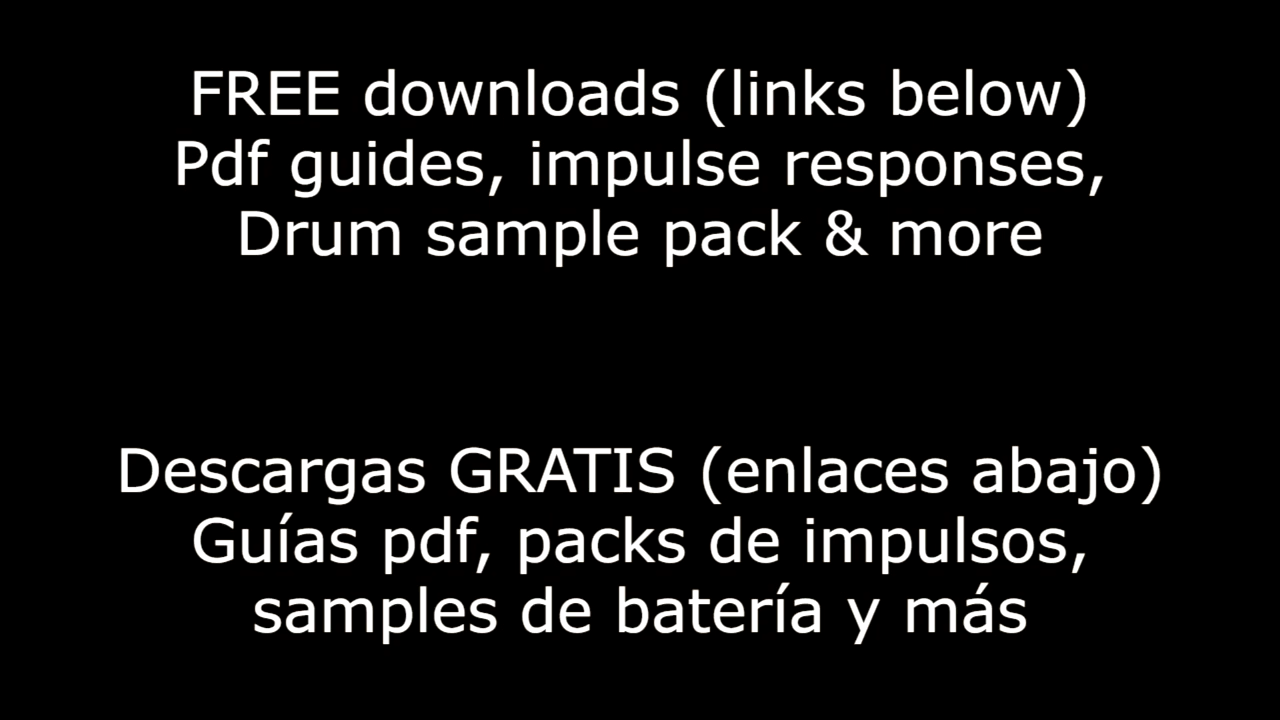 FREE downloads (links below)
Pdf guides, impulse responses,
Drum sample pack & more
Descargas GRATIS (enlaces abajo)
Guías pdf, packs de impulsos,
samples de batería y más